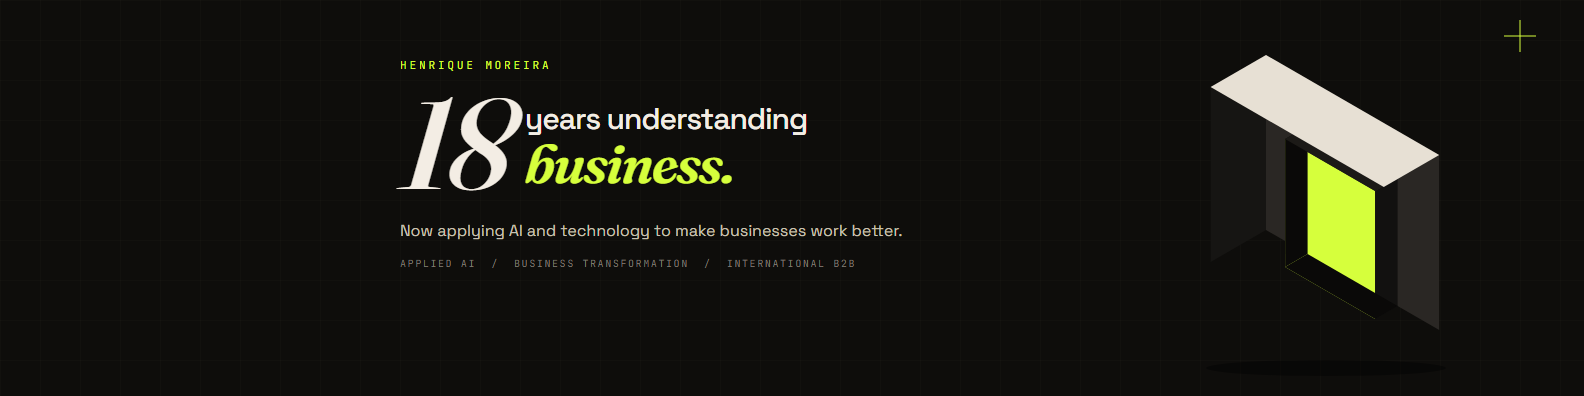 HENRIQUE MOREIRA
18 years understanding
business.
Now applying AI and technology to make businesses work better.
APPLIED AI / BUSINESS TRANSFORMATION / INTERNATIONAL B2B